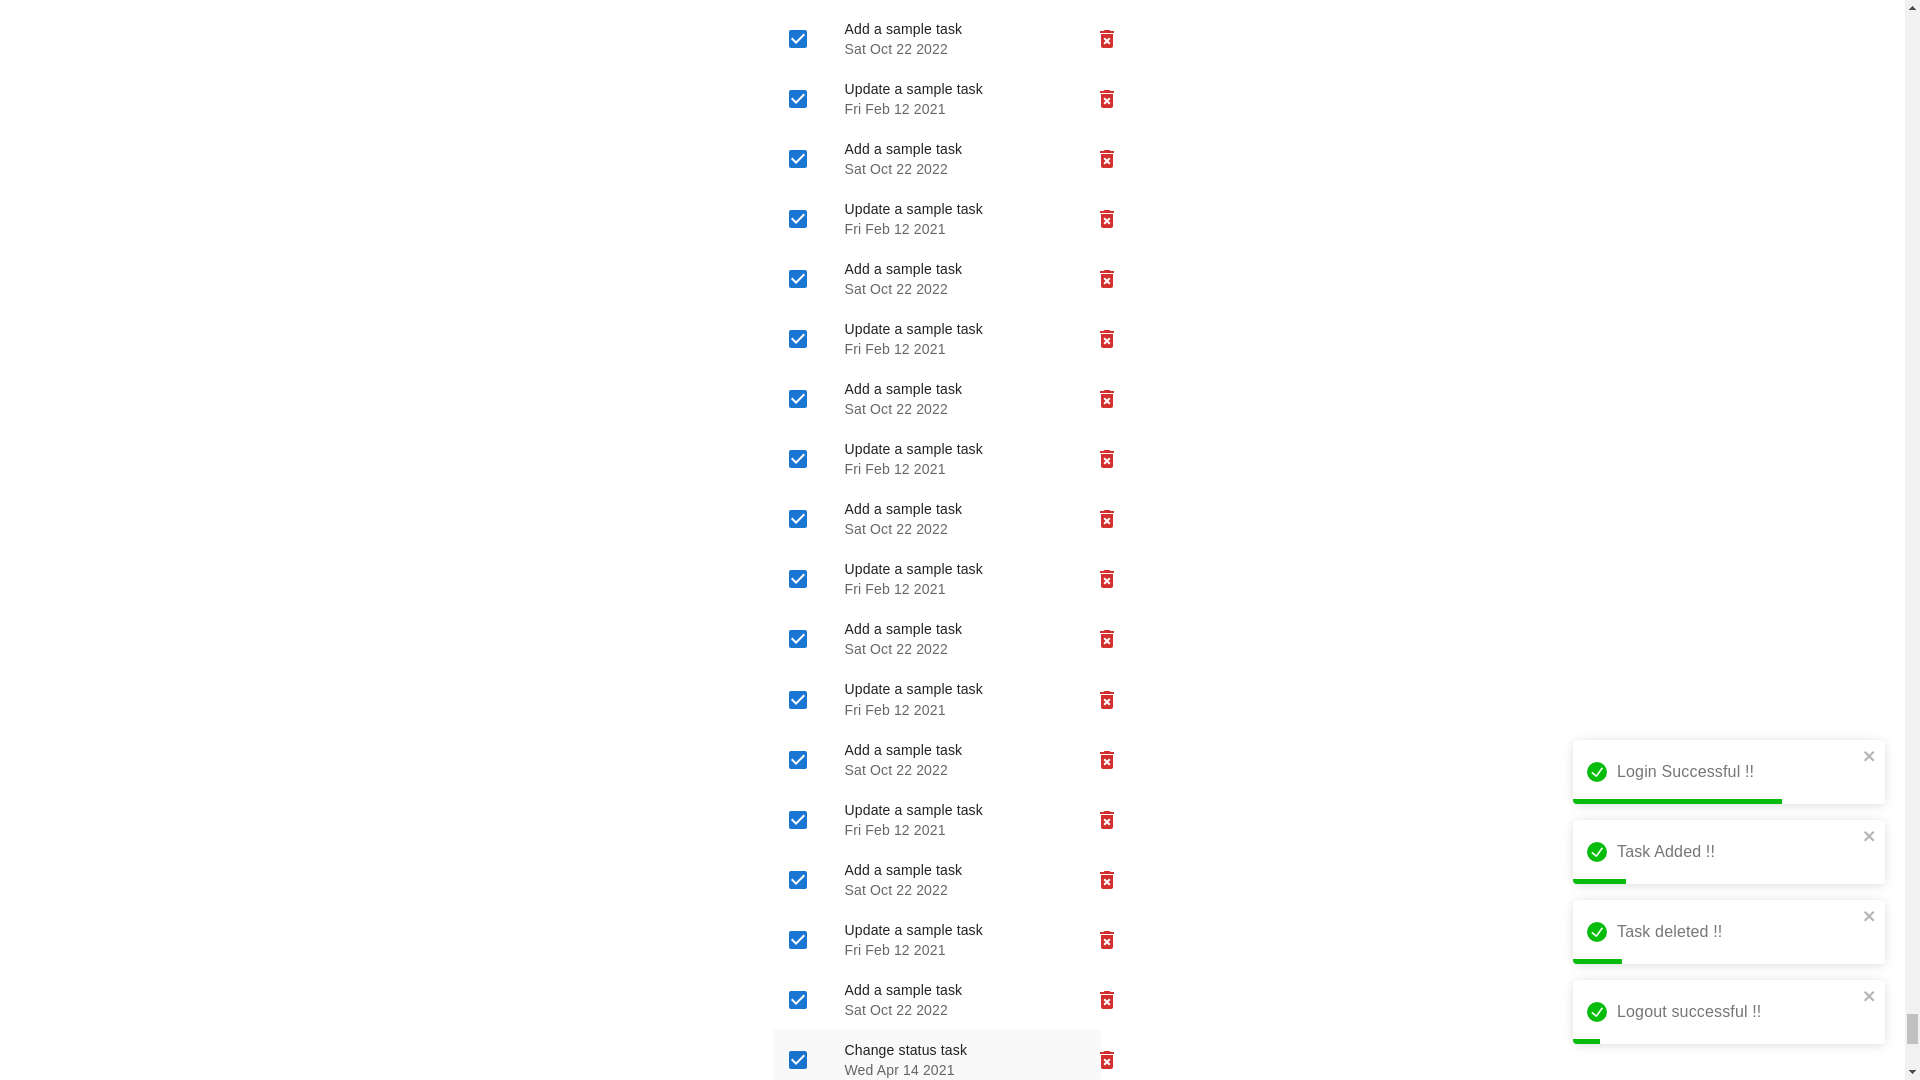 Add a sample task
Sat Oct 22 2022
Update a sample task
Fri Feb 12 2021
Add a sample task
Sat Oct 22 2022
Update a sample task
Fri Feb 12 2021
Add a sample task
Sat Oct 22 2022
Update a sample task
Fri Feb 12 2021
Add a sample task
Sat Oct 22 2022
Update a sample task
Fri Feb 12 2021
Add a sample task
Sat Oct 22 2022
Update a sample task
Fri Feb 12 2021
Add a sample task
Sat Oct 22 2022
Update a sample task
Fri Feb 12 2021
Add a sample task
Sat Oct 22 2022
Update a sample task
Fri Feb 12 2021
Add a sample task
Sat Oct 22 2022
Update a sample task
Fri Feb 12 2021
Add a sample task
Sat Oct 22 2022
Change status task
Wed Apr 14 2021
Login Successful !!
Task Added !!
Task deleted !!
Logout successful !!